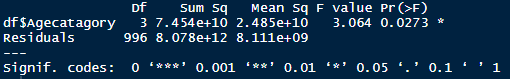 Df Sum Sq Mean Sq F value Pr(>F)
df$Agecatagory 3 7.454e+10 2.485e+10 3.064 0.0273 *
Residuals 996 8.078e+12 8.111e+09
---
Signif. codes: 0 ‘***’ 0.001 ‘**’ 0.01 ‘*’ 0.05 ‘.’ 0.1 ‘ ’ 1